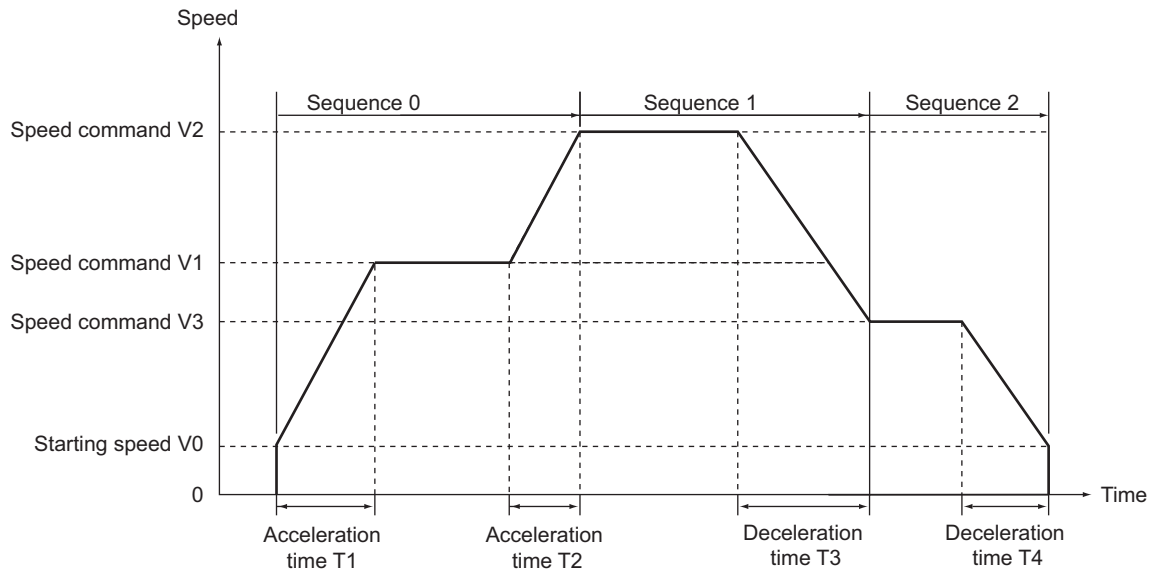 Speed
Sequence 0
Sequence 1
Sequence 2
Speed command V2
Speed command V1
Speed command V3
Starting speed V0
0
Time
Acceleration
time T1
Acceleration
time T2
Deceleration
time T3
Deceleration
time T4